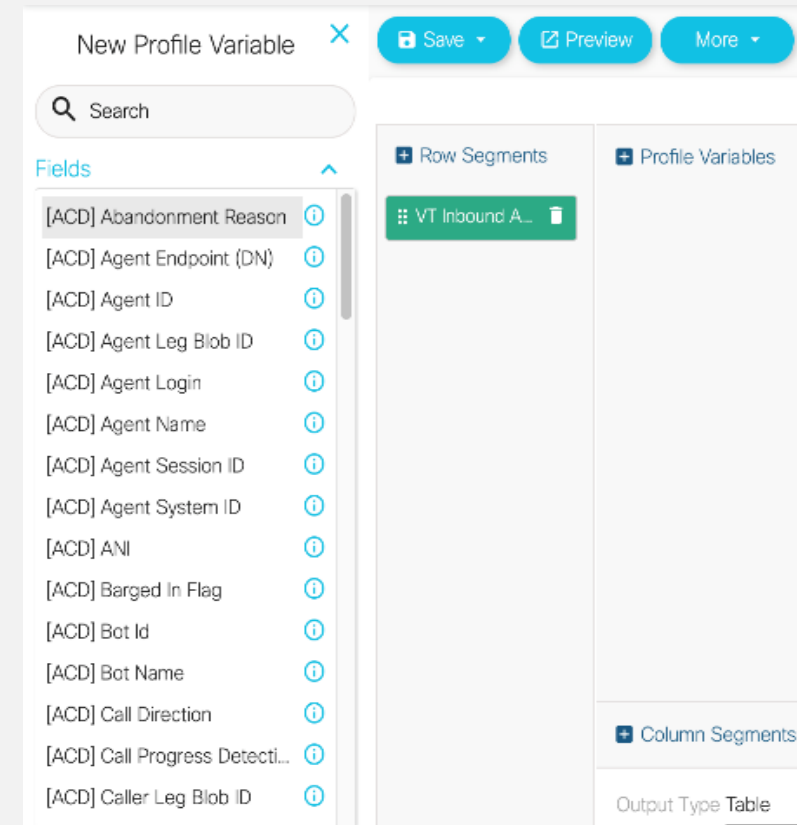 New Profile Variable
Search
Fields
[ACD] Abandonment Reason
[ACD] Agent Endpoint (DN)
[ACD] Agent ID
[ACD] Agent Leg Blob ID
[ACD] Agent Login
[ACD] Agent Name
[ACD] Agent Session ID
[ACD] Agent System ID
[ACD] ANI
[ACD] Barged In Flag
[ACD] Bot Id
[ACD] Bot Name
[ACD] Call Direction
[ACD] Call Progress Detecti...
[ACD] Caller Leg Blob ID
Save
Preview
More
Row Segments
VT Inbound A...
Profile Variables
Column Segments
Output Type Table